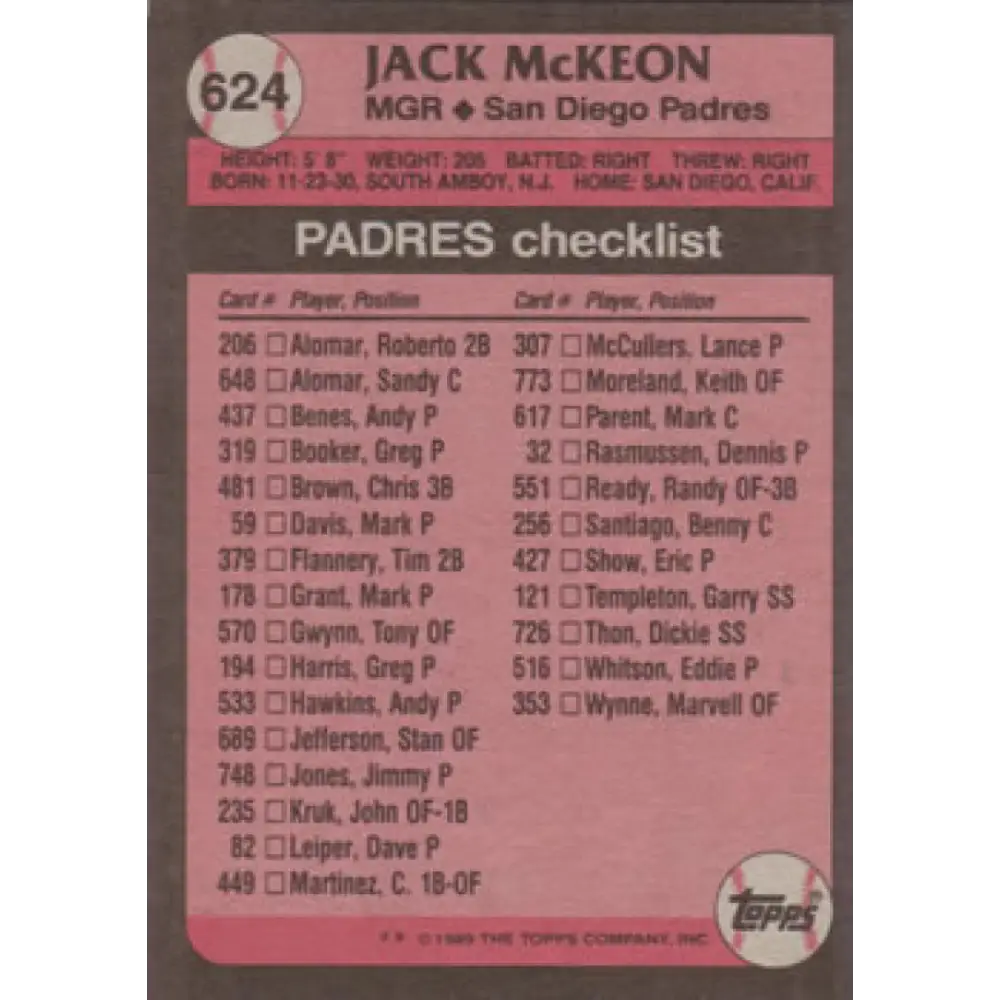 624
JACK McKEON
MGR ◆ San Diego Padres
HEIGHT: 5' 8" WEIGHT: 205 BATTED: RIGHT THREW: RIGHT
BORN: 11-23-30, SOUTH AMBOY, N.J. HOME: SAN DIEGO, CALIF.
PADRES checklist
Card # Player, Position
206 □ Alomar, Roberto 2B
648 □ Alomar, Sandy C
437 □ Benes, Andy P
319 □ Booker, Greg P
481 □ Brown, Chris 3B
59 □ Davis, Mark P
379 □ Flannery, Tim 2B
178 □ Grant, Mark P
570 □ Gwynn, Tony OF
194 □ Harris, Greg P
533 □ Hawkins, Andy P
689 □ Jefferson, Stan OF
748 □ Jones, Jimmy P
235 □ Kruk, John OF-1B
82 □ Leiper, Dave P
449 □ Martinez, C. 1B-OF
Card # Player, Position
307 □ McCullers, Lance P
773 □ Moreland, Keith OF
617 □ Parent, Mark C
32 □ Rasmussen, Dennis P
551 □ Ready, Randy OF-3B
256 □ Santiago, Benny C
427 □ Show, Eric P
121 □ Templeton, Garry SS
726 □ Thon, Dickie SS
516 □ Whitson, Eddie P
353 □ Wynne, Marvell OF
* * © 1989 THE TOPPS COMPANY, INC.
TOPPS®